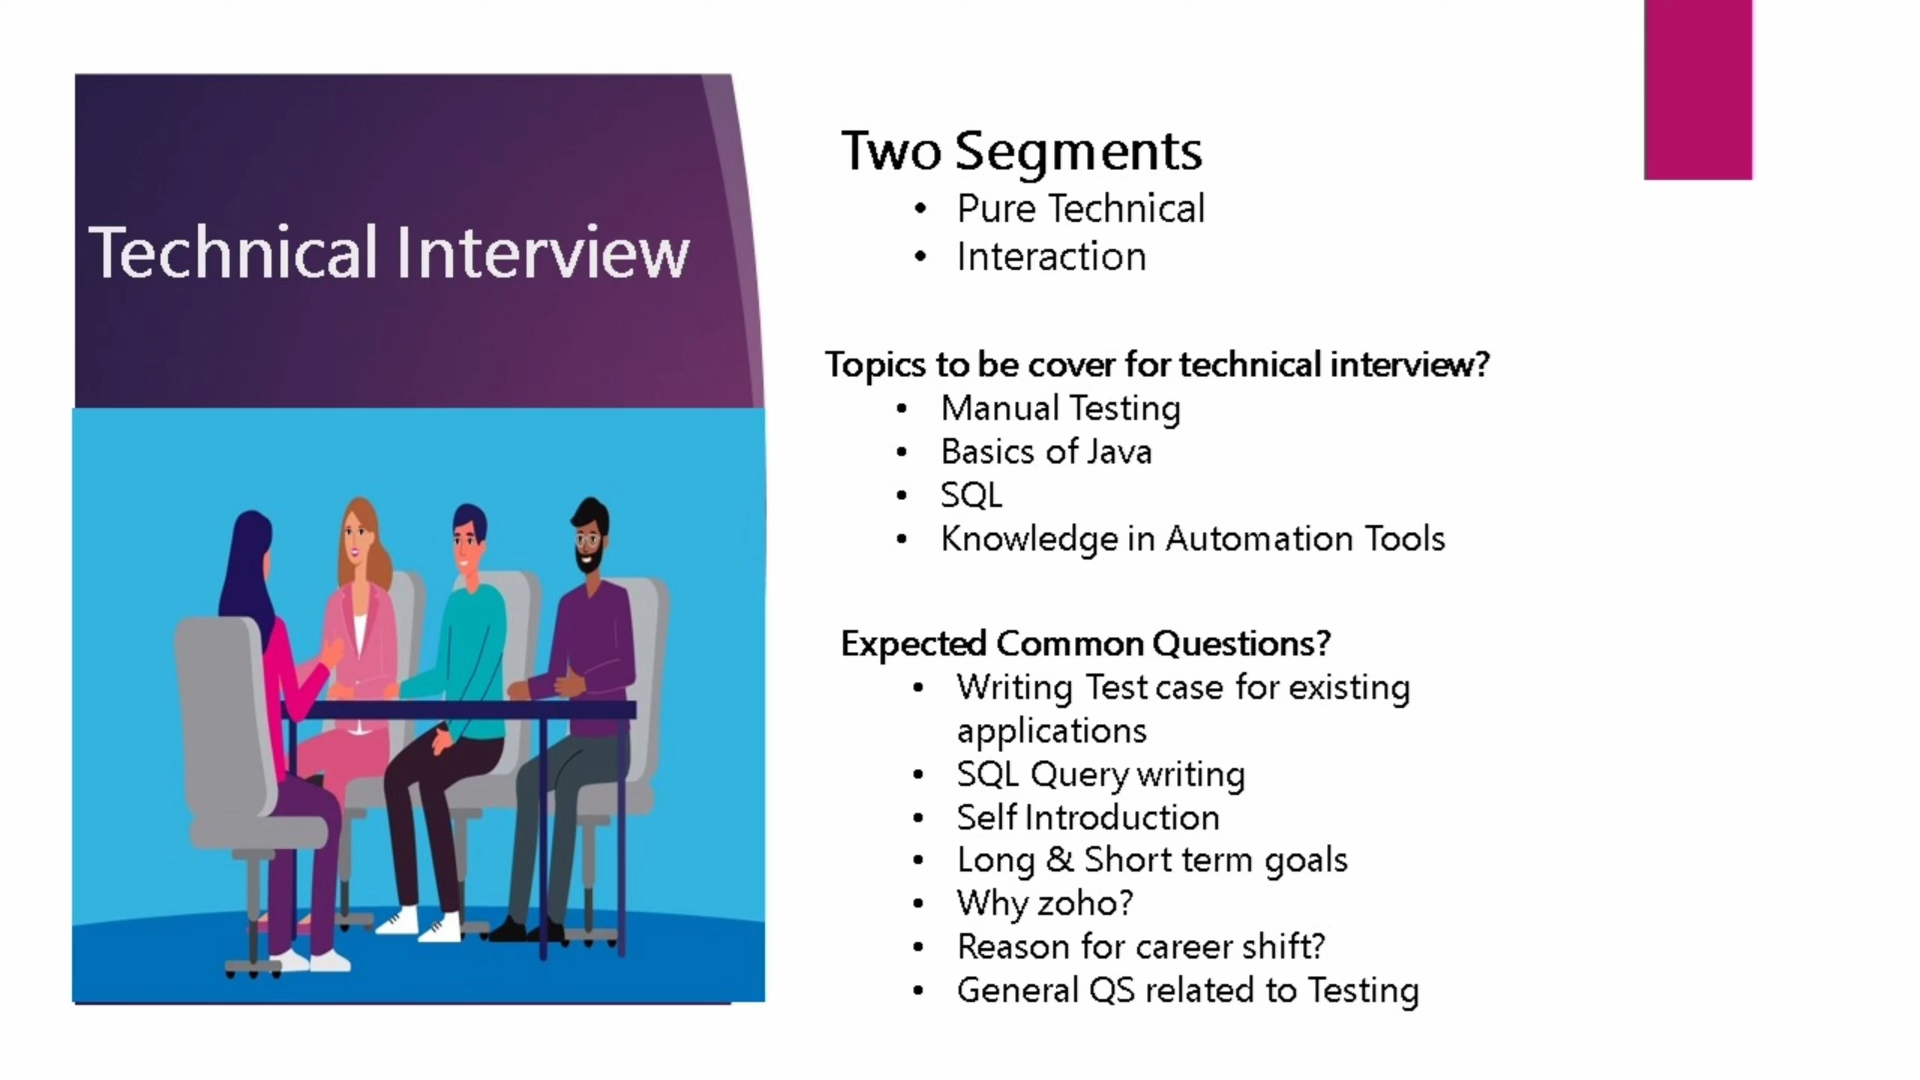 Technical Interview
Two Segments
• Pure Technical
• Interaction
Topics to be cover for technical interview?
• Manual Testing
• Basics of Java
• SQL
• Knowledge in Automation Tools
Expected Common Questions?
• Writing Test case for existing
applications
• SQL Query writing
• Self Introduction
• Long & Short term goals
• Why zoho?
• Reason for career shift?
• General QS related to Testing